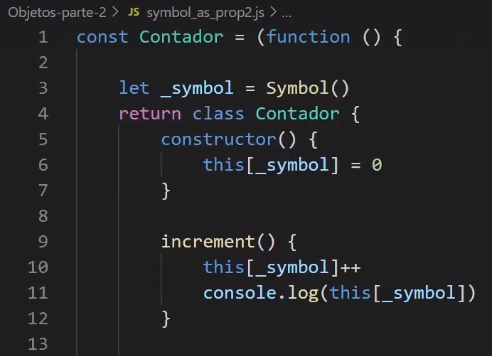 Objetos-parte-2 > JS symbol_as_prop2.js > ...
1 const Contador = (function () {
2
3 let _symbol = Symbol()
4 return class Contador {
5 constructor() {
6 this[_symbol] = 0
7 }
8
9 increment() {
10 this[_symbol]++
11 console.log(this[_symbol])
12 }
13